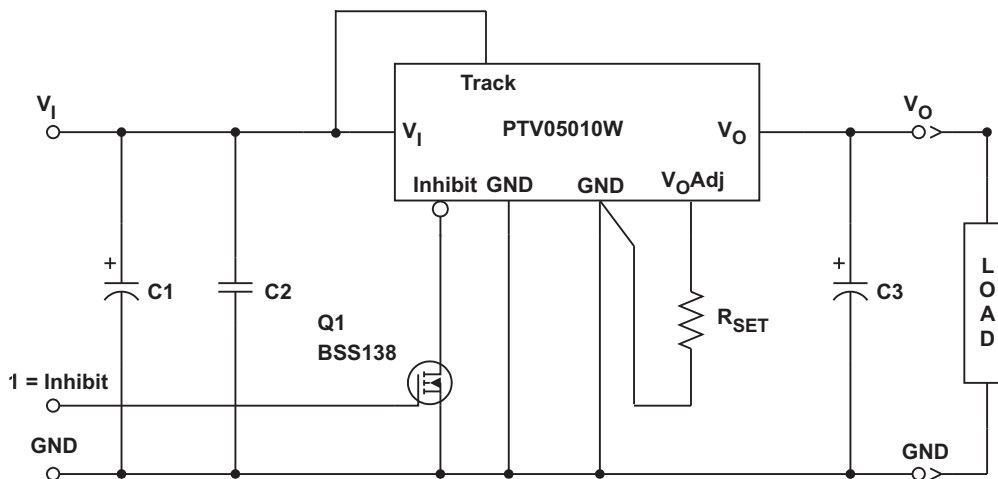 Track
VI
VI
PTV05010W
VO
VO
Inhibit
GND
GND
VOAdj
+
C1
C2
Q1
BSS138
RSET
+
C3
L
O
A
D
1 = Inhibit
GND
GND